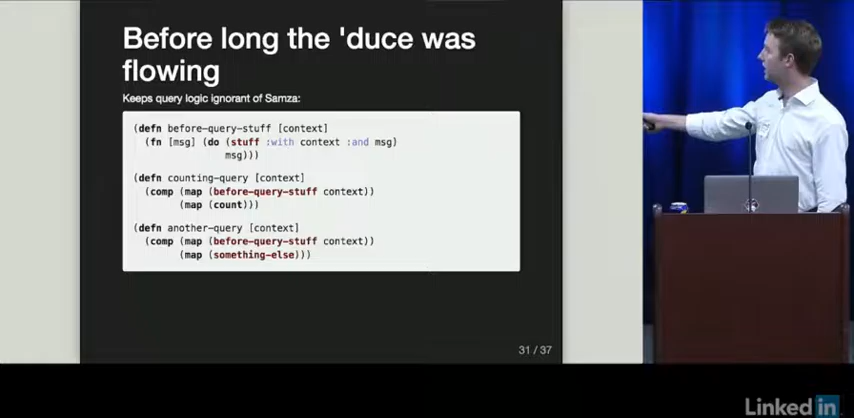 Before long the 'duce was
flowing
Keeps query logic ignorant of Samza:
(defn before-query-stuff [context]
  (fn [msg] (do (stuff :with context :and msg)
                msg)))
(defn counting-query [context]
  (comp (map (before-query-stuff context))
        (map (count)))
(defn another-query [context]
  (comp (map (before-query-stuff context))
        (map (something-else)))
31 / 37
Linked in